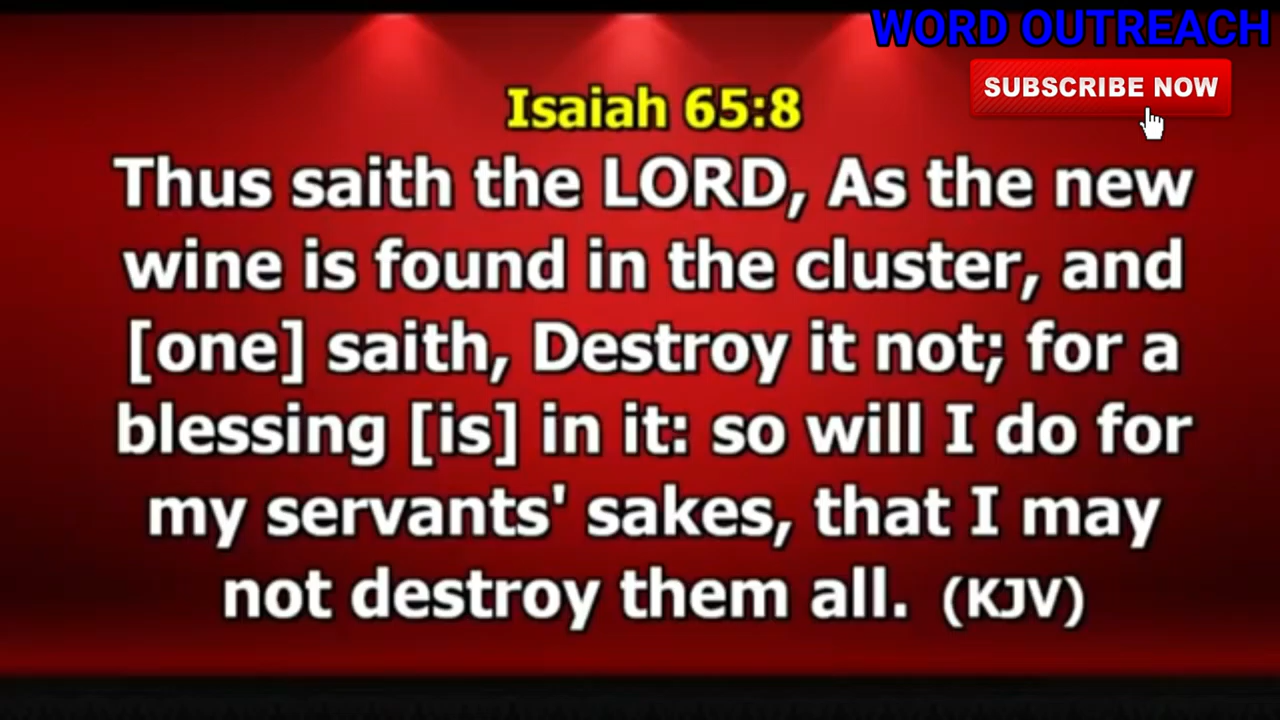 WORD OUTREACH
SUBSCRIBE NOW
Isaiah 65:8
Thus saith the LORD, As the new
wine is found in the cluster, and
[one] saith, Destroy it not; for a
blessing [is] in it: so will I do for
my servants' sakes, that I may
not destroy them all. (KJV)